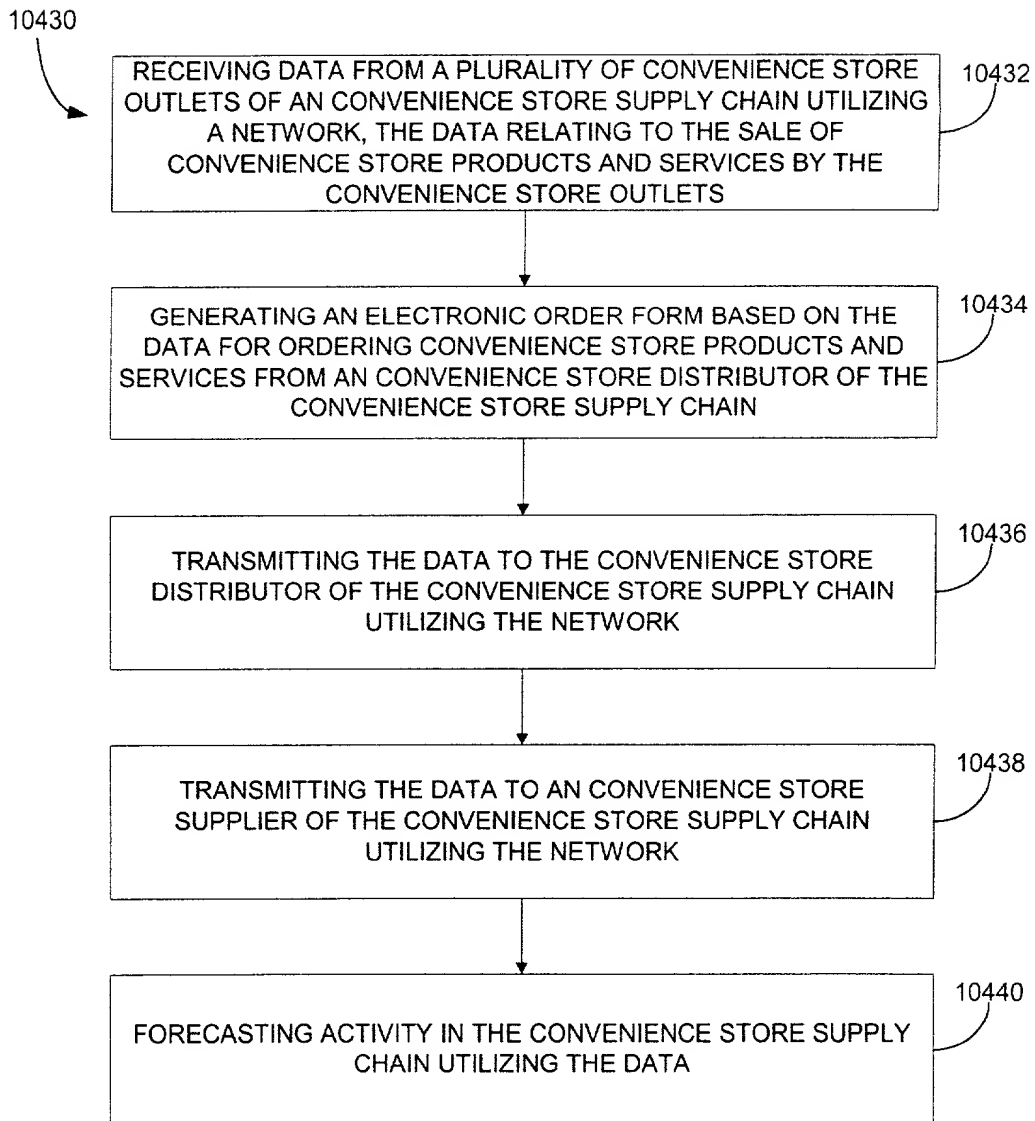 10430
RECEIVING DATA FROM A PLURALITY OF CONVENIENCE STORE
OUTLETS OF AN CONVENIENCE STORE SUPPLY CHAIN UTILIZING
A NETWORK, THE DATA RELATING TO THE SALE OF
CONVENIENCE STORE PRODUCTS AND SERVICES BY THE
CONVENIENCE STORE OUTLETS
10432
GENERATING AN ELECTRONIC ORDER FORM BASED ON THE
DATA FOR ORDERING CONVENIENCE STORE PRODUCTS AND
SERVICES FROM AN CONVENIENCE STORE DISTRIBUTOR OF THE
CONVENIENCE STORE SUPPLY CHAIN
10434
TRANSMITTING THE DATA TO THE CONVENIENCE STORE
DISTRIBUTOR OF THE CONVENIENCE STORE SUPPLY CHAIN
UTILIZING THE NETWORK
10436
TRANSMITTING THE DATA TO AN CONVENIENCE STORE
SUPPLIER OF THE CONVENIENCE STORE SUPPLY CHAIN
UTILIZING THE NETWORK
10438
FORECASTING ACTIVITY IN THE CONVENIENCE STORE SUPPLY
CHAIN UTILIZING THE DATA
10440